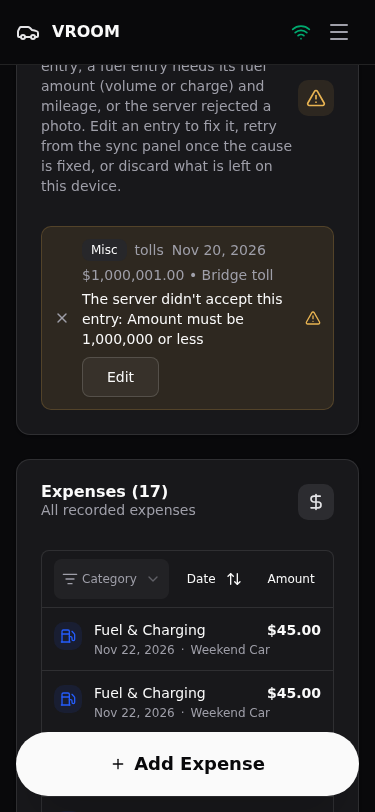 VROOM
entry, a fuel entry needs its fuel
amount (volume or charge) and
mileage, or the server rejected a
photo. Edit an entry to fix it, retry
from the sync panel once the cause
is fixed, or discard what is left on
this device.
Misc tolls Nov 20, 2026
$1,000,001.00 • Bridge toll
The server didn't accept this
entry: Amount must be
1,000,000 or less
Edit
Expenses (17)
All recorded expenses
Category Date Amount
Fuel & Charging $45.00
Nov 22, 2026 · Weekend Car
Fuel & Charging $45.00
Nov 22, 2026 · Weekend Car
+ Add Expense